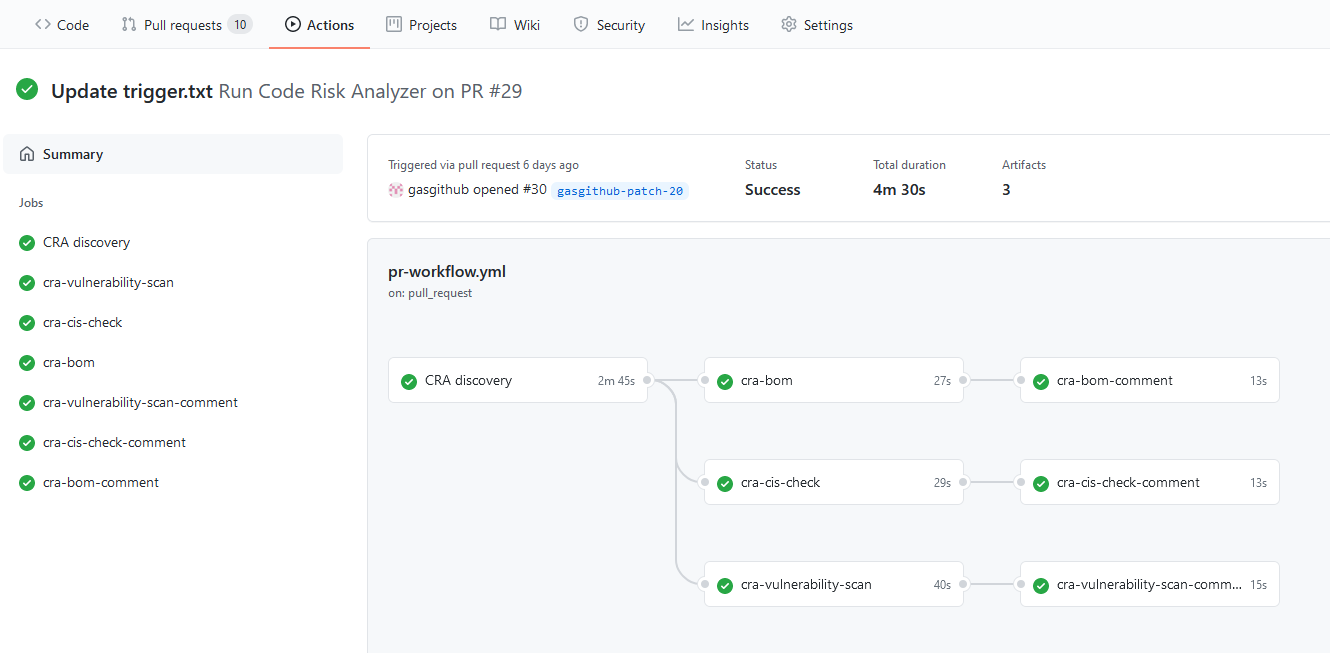 Code Pull requests 10 Actions Projects Wiki Security Insights Settings
Update trigger.txt Run Code Risk Analyzer on PR #29
Summary
Jobs
CRA discovery
cra-vulnerability-scan
cra-cis-check
cra-bom
cra-vulnerability-scan-comment
cra-cis-check-comment
cra-bom-comment
Triggered via pull request 6 days ago
gasgithub opened #30 gasgithub-patch-20
Status
Success
Total duration
4m 30s
Artifacts
3
pr-workflow.yml
on: pull_request
CRA discovery 2m 45s
cra-bom 27s
cra-bom-comment 13s
cra-cis-check 29s
cra-cis-check-comment 13s
cra-vulnerability-scan 40s
cra-vulnerability-scan-comm... 15s